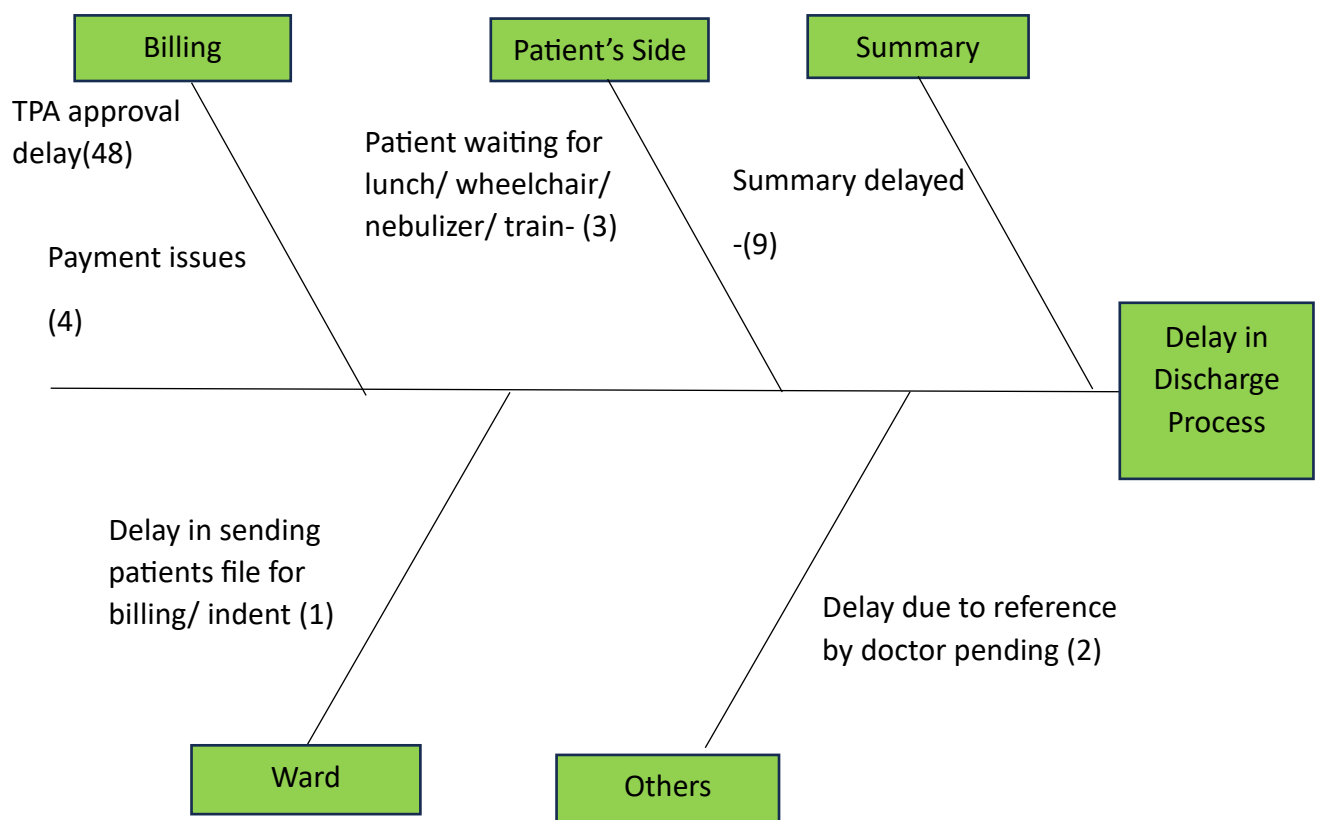 Billing
Patient’s Side
Summary
TPA approval
delay(48)
Patient waiting for
lunch/ wheelchair/
nebulizer/ train- (3)
Summary delayed
-(9)
Payment issues
(4)
Delay in
Discharge
Process
Delay in sending
patients file for
billing/ indent (1)
Delay due to reference
by doctor pending (2)
Ward
Others